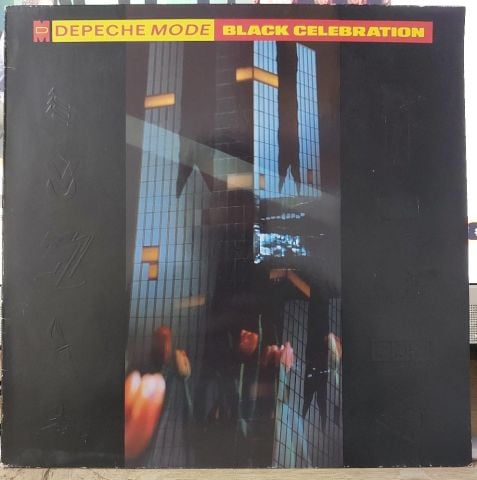 DM DEPECHE MODE BLACK CELEBRATION